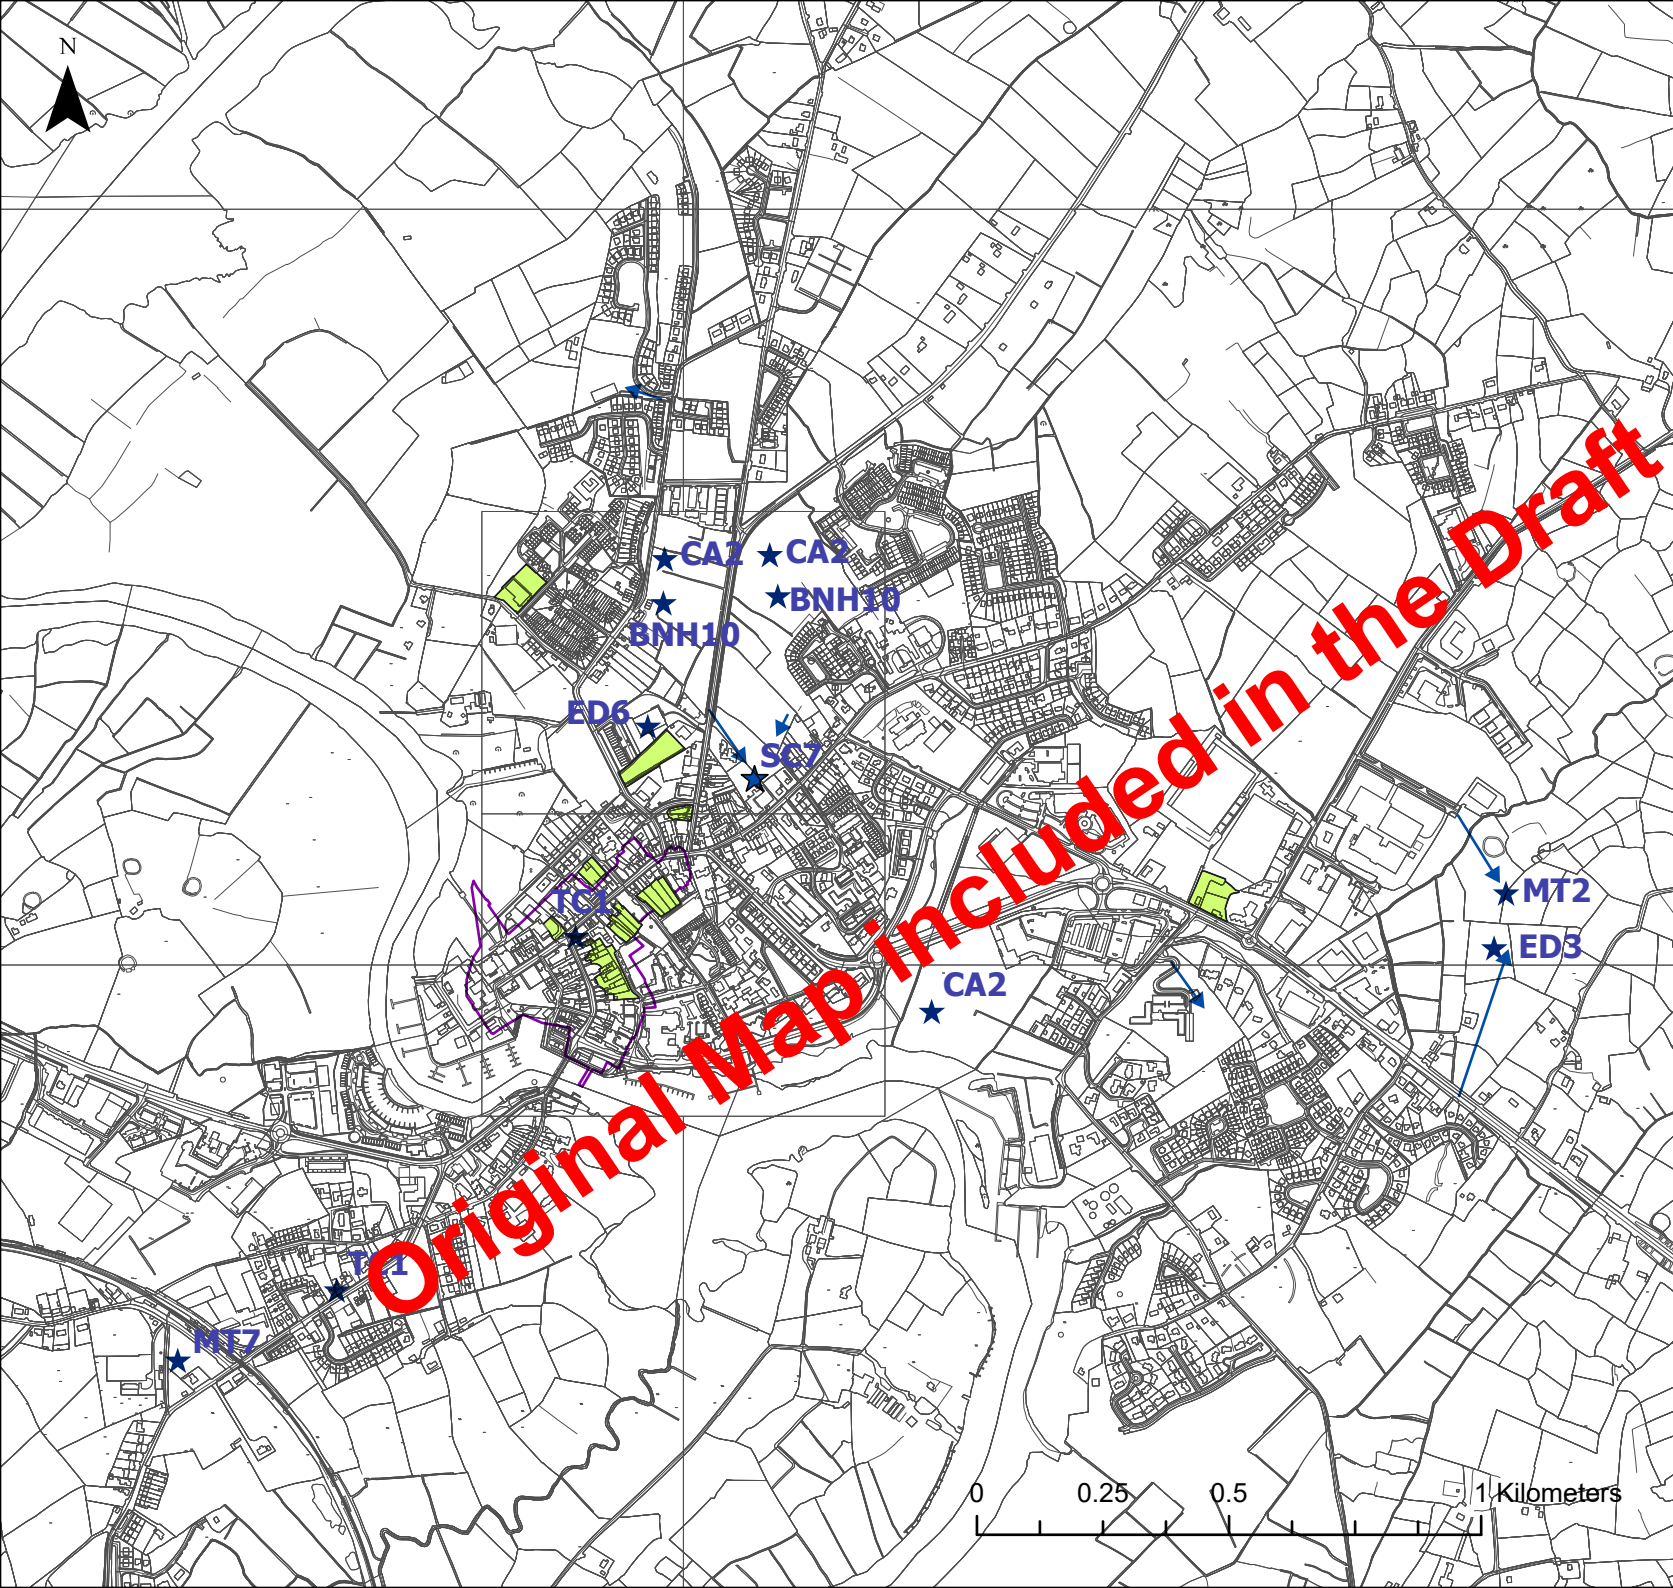 N
CA2
CA2
BNH10
BNH10
ED6
SC7
TC1
MT2
ED3
CA2
TC1
MT7
Original Map included in the Draft
0 0.25 0.5 1 Kilometers